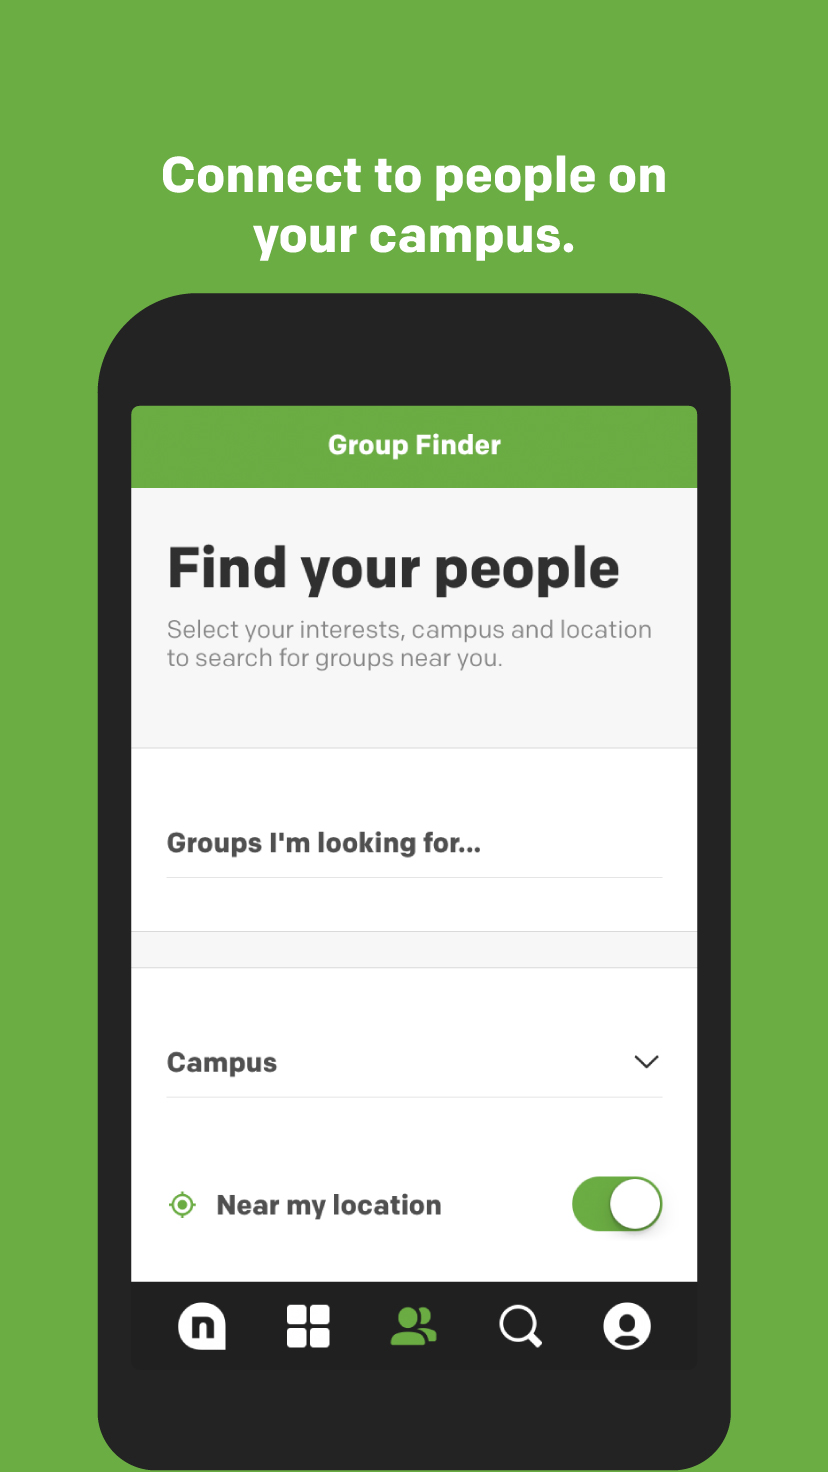 Connect to people on
your campus.
Group Finder
Find your people
Select your interests, campus and location
to search for groups near you.
Groups I'm looking for...
Campus
Near my location
n